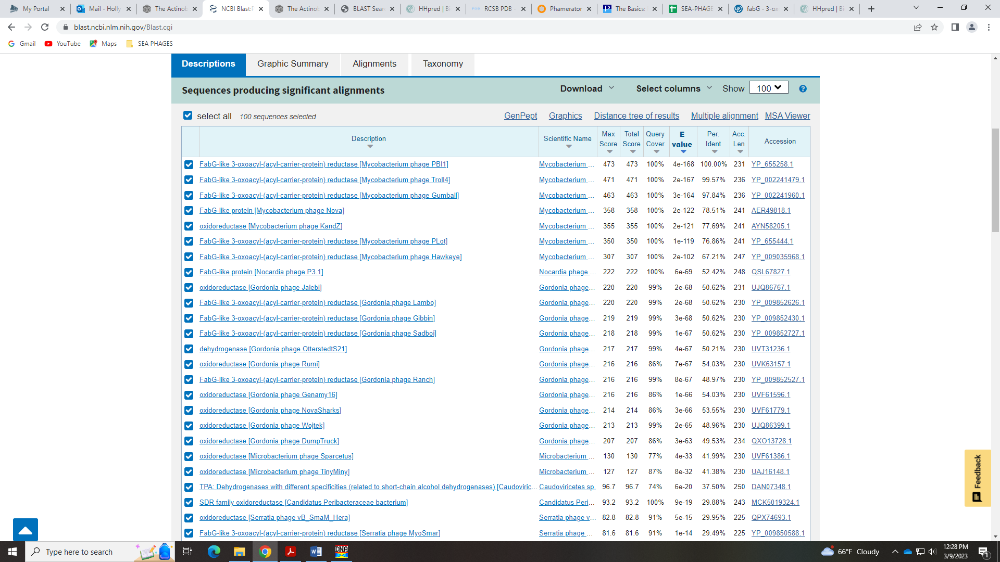 My Portal
Mail - Holly
The Actinob
NCBI Blast:F
The Actinob
BLAST Sear
HHpred | Bi
RCSB PDB -
Phamerator
The Basics:
SEA-PHAGE
fabG - 3-ox
HHpred | Bi
blast.ncbi.nlm.nih.gov/Blast.cgi
Gmail YouTube Maps SEA PHAGES
Descriptions Graphic Summary Alignments Taxonomy
Sequences producing significant alignments Download Select columns Show 100 ?
select all 100 sequences selected GenPept Graphics Distance tree of results Multiple alignment MSA Viewer
Description Scientific Name Max Score Total Score Query Cover E value Per. Ident Acc. Len Accession
FabG-like 3-oxoacyl-(acyl-carrier-protein) reductase [Mycobacterium phage PBI1] Mycobacterium ... 473 473 100% 4e-168 100.00% 231 YP_655258.1
FabG-like 3-oxoacyl-(acyl-carrier-protein) reductase [Mycobacterium phage Troll4] Mycobacterium ... 471 471 100% 2e-167 99.57% 236 YP_002241479.1
FabG-like 3-oxoacyl-(acyl-carrier-protein) reductase [Mycobacterium phage Gumball] Mycobacterium ... 463 463 100% 3e-164 97.84% 236 YP_002241960.1
FabG-like protein [Mycobacterium phage Nova] Mycobacterium ... 358 358 100% 2e-122 78.51% 241 AER49818.1
oxidoreductase [Mycobacterium phage KandZ] Mycobacterium ... 355 355 100% 2e-121 77.69% 241 AYN58205.1
FabG-like 3-oxoacyl-(acyl-carrier-protein) reductase [Mycobacterium phage PLot] Mycobacterium ... 350 350 100% 1e-119 76.86% 241 YP_655444.1
FabG-like 3-oxoacyl-(acyl-carrier-protein) reductase [Mycobacterium phage Hawkeye] Mycobacterium ... 307 307 100% 2e-102 67.21% 247 YP_009035968.1
FabG-like protein [Nocardia phage P3.1] Nocardia phage ... 222 222 100% 6e-69 52.42% 248 QSL67827.1
oxidoreductase [Gordonia phage Jalebi] Gordonia phage... 220 220 99% 2e-68 50.62% 231 UJQ86767.1
FabG-like 3-oxoacyl-(acyl-carrier-protein) reductase [Gordonia phage Lambo] Gordonia phage... 220 220 99% 2e-68 50.62% 230 YP_009852626.1
FabG-like 3-oxoacyl-(acyl-carrier-protein) reductase [Gordonia phage Gibbin] Gordonia phage... 219 219 99% 3e-68 50.62% 230 YP_009852430.1
FabG-like 3-oxoacyl-(acyl-carrier-protein) reductase [Gordonia phage Sadboi] Gordonia phage... 218 218 99% 1e-67 50.62% 230 YP_009852727.1
dehydrogenase [Gordonia phage OtterstedtS21] Gordonia phage... 217 217 99% 4e-67 50.21% 230 UVT31236.1
oxidoreductase [Gordonia phage Rumi] Gordonia phage... 216 216 86% 7e-67 54.03% 230 UVK63157.1
FabG-like 3-oxoacyl-(acyl-carrier-protein) reductase [Gordonia phage Ranch] Gordonia phage... 216 216 99% 8e-67 48.97% 230 YP_009852527.1
oxidoreductase [Gordonia phage Genamy16] Gordonia phage... 216 216 86% 1e-66 54.03% 230 UVF61596.1
oxidoreductase [Gordonia phage NovaSharks] Gordonia phage... 214 214 86% 3e-66 53.55% 230 UVF61779.1
oxidoreductase [Gordonia phage Wojtek] Gordonia phage... 213 213 99% 2e-65 48.96% 230 UJQ86399.1
oxidoreductase [Gordonia phage DumpTruck] Gordonia phage... 207 207 86% 3e-63 49.53% 234 QXO13728.1
oxidoreductase [Microbacterium phage Sparcetus] Microbacterium ... 130 130 77% 4e-33 41.99% 230 UVF61386.1
oxidoreductase [Microbacterium phage TinyMiny] Microbacterium ... 127 127 87% 8e-32 41.38% 230 UAJ16148.1
TPA: Dehydrogenases with different specificities (related to short-chain alcohol dehydrogenases) [Caudoviric... Caudoviricetes sp. 96.7 96.7 74% 6e-20 37.50% 250 DAN07348.1
SDR family oxidoreductase [Candidatus Peribacteraceae bacterium] Candidatus Peri... 93.2 93.2 100% 9e-19 29.88% 243 MCK5019324.1
oxidoreductase [Serratia phage vB_SmaM_Hera] Serratia phage v... 82.8 82.8 91% 5e-15 29.95% 225 QPX74693.1
FabG-like 3-oxoacyl-(acyl-carrier-protein) reductase [Serratia phage MyoSmar] Serratia phage ... 81.6 81.6 91% 1e-14 29.49% 225 YP_009850588.1
Feedback
Type here to search
DNA
66°F Cloudy
12:28 PM
3/9/2023
1